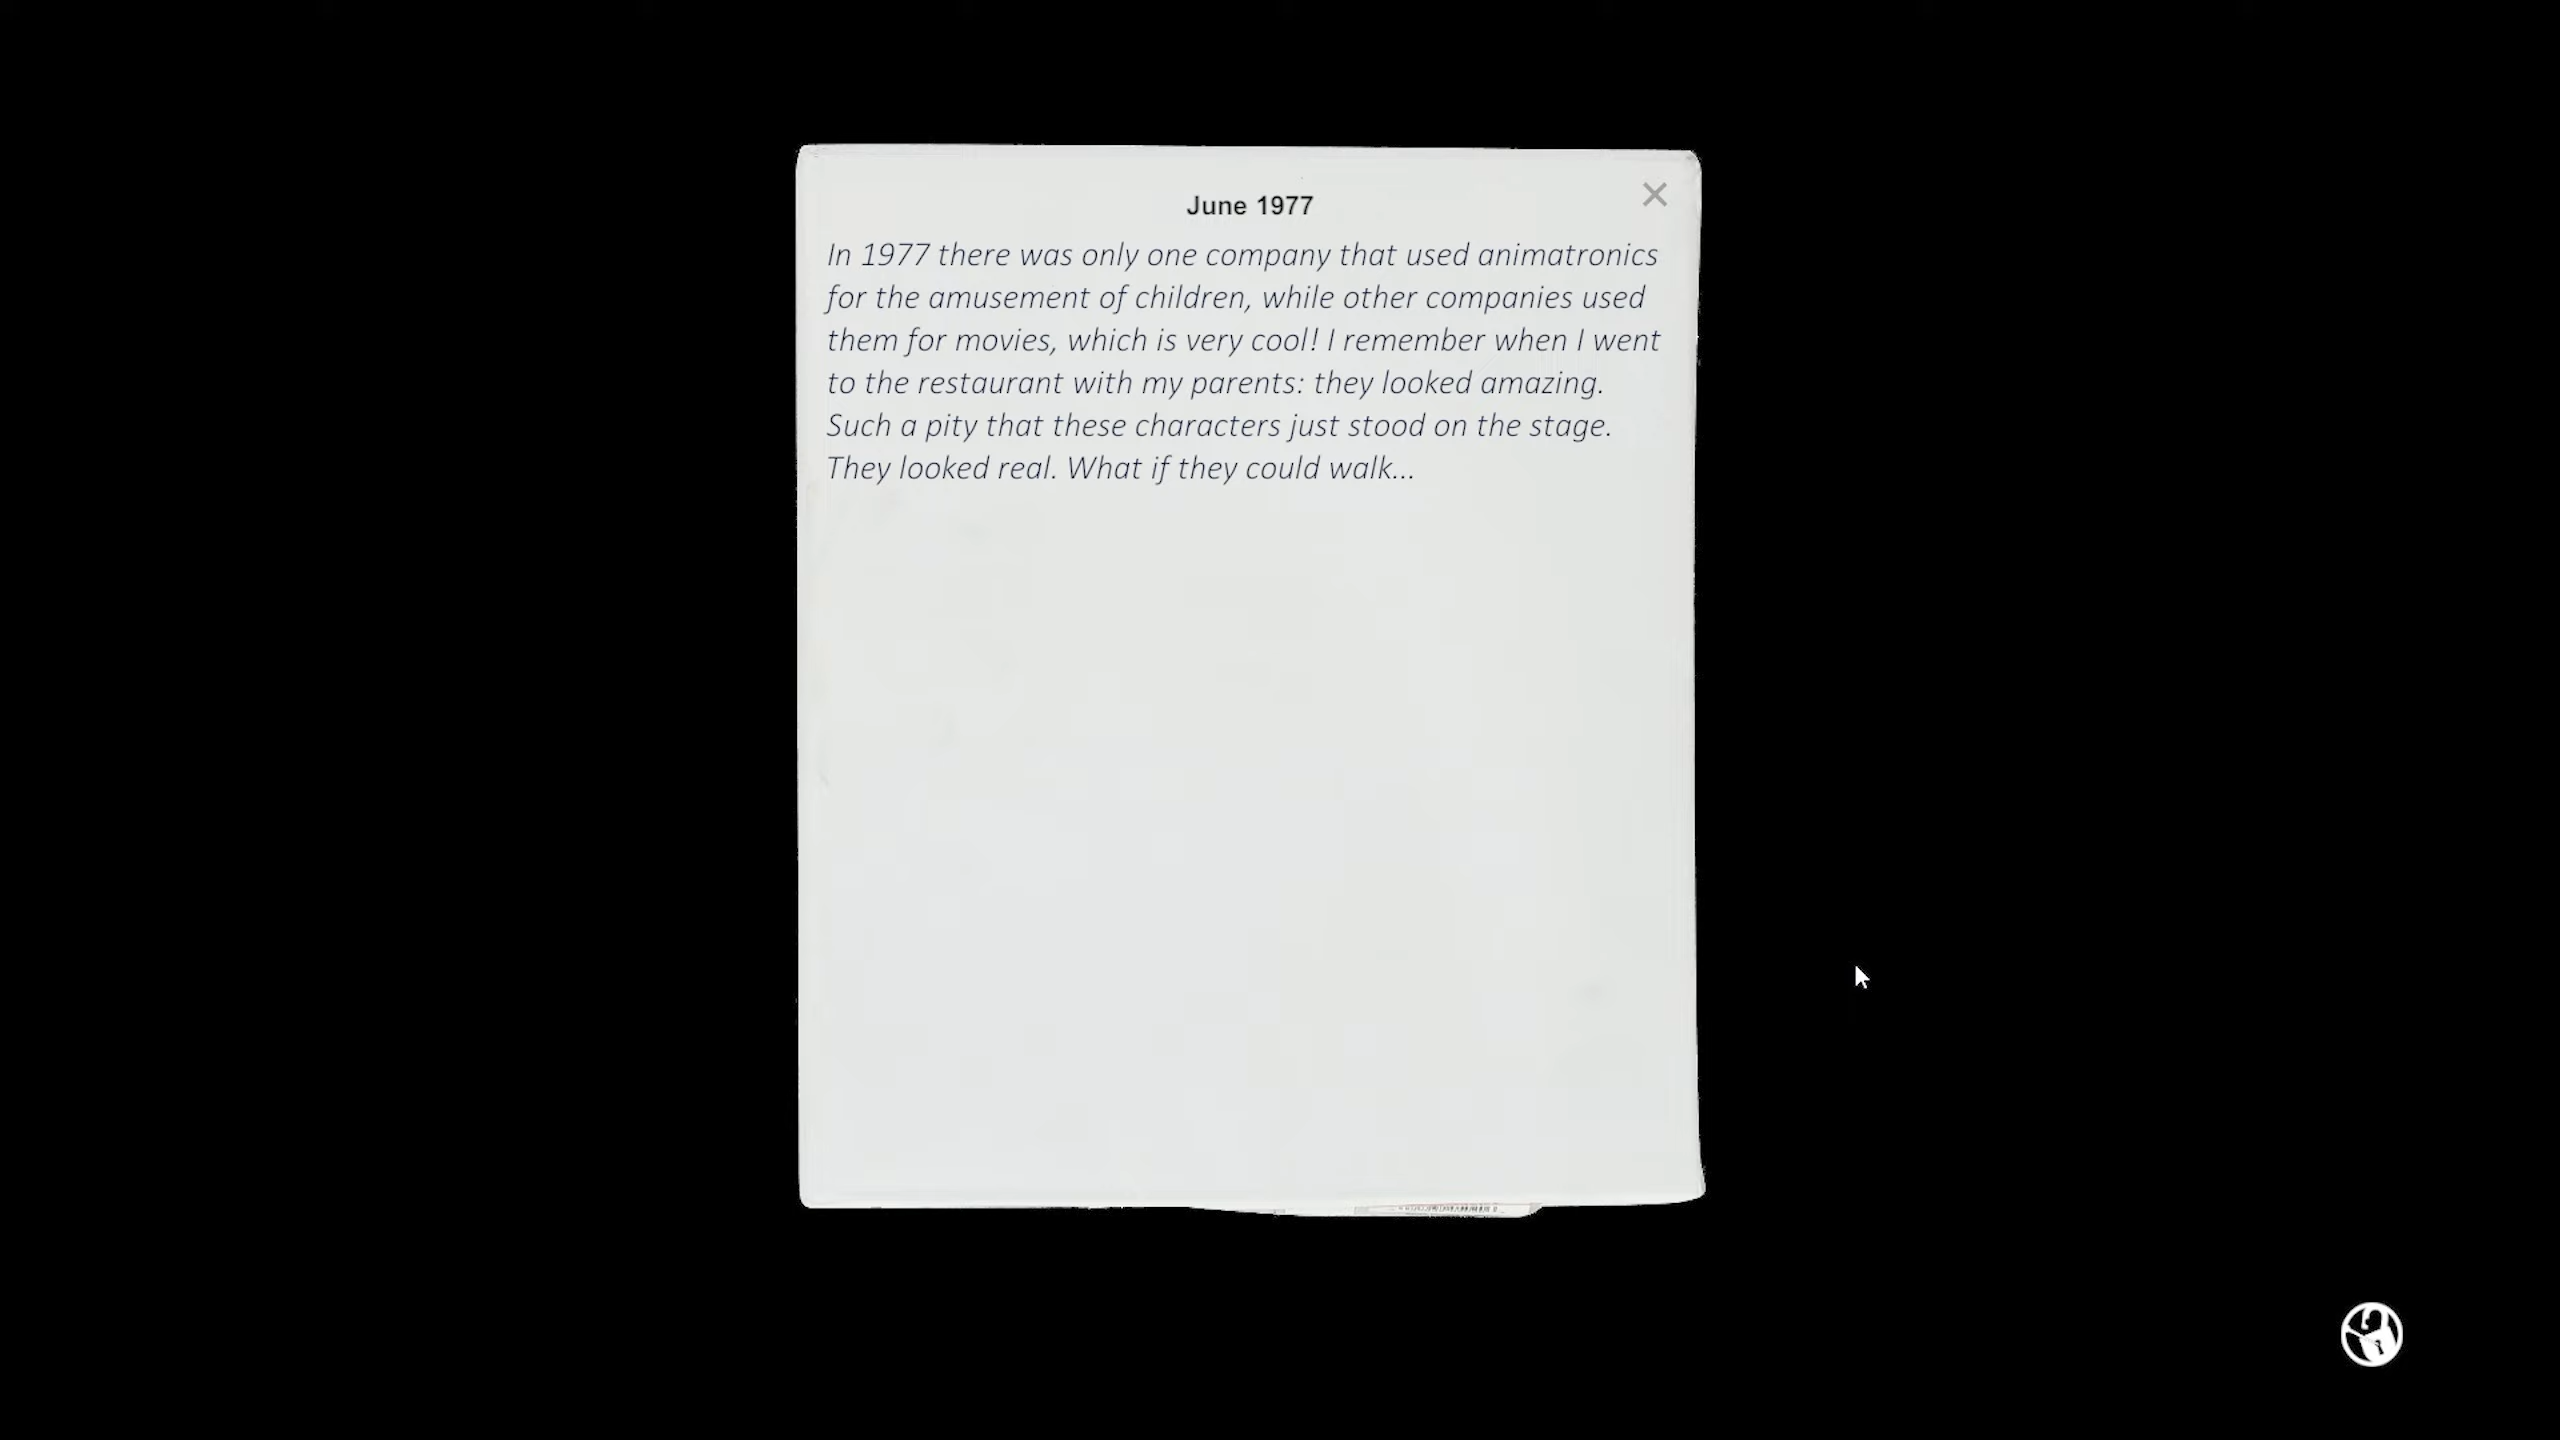 June 1977
In 1977 there was only one company that used animatronics
for the amusement of children, while other companies used
them for movies, which is very cool! I remember when I went
to the restaurant with my parents: they looked amazing.
Such a pity that these characters just stood on the stage.
They looked real. What if they could walk...